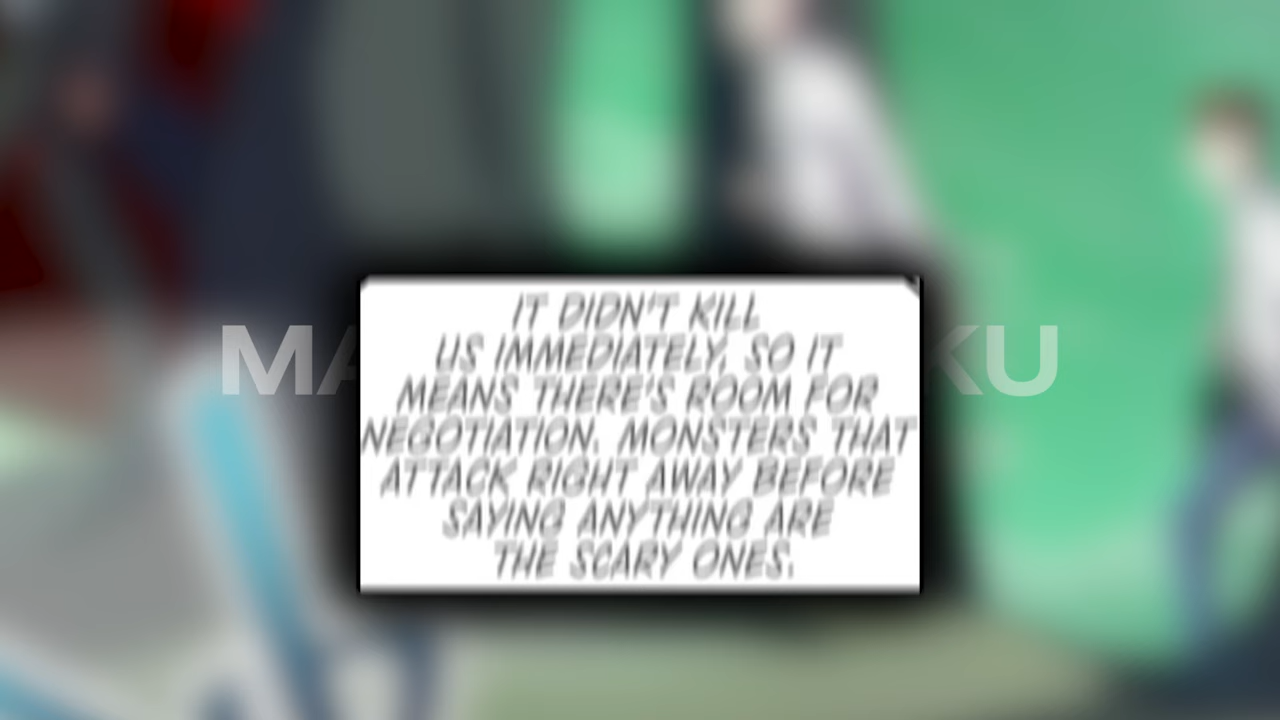 IT DIDN'T KILL
US IMMEDIATELY, SO IT
MEANS THERE'S ROOM FOR
NEGOTIATION. MONSTERS THAT
ATTACK RIGHT AWAY BEFORE
SAYING ANYTHING ARE
THE SCARY ONES.